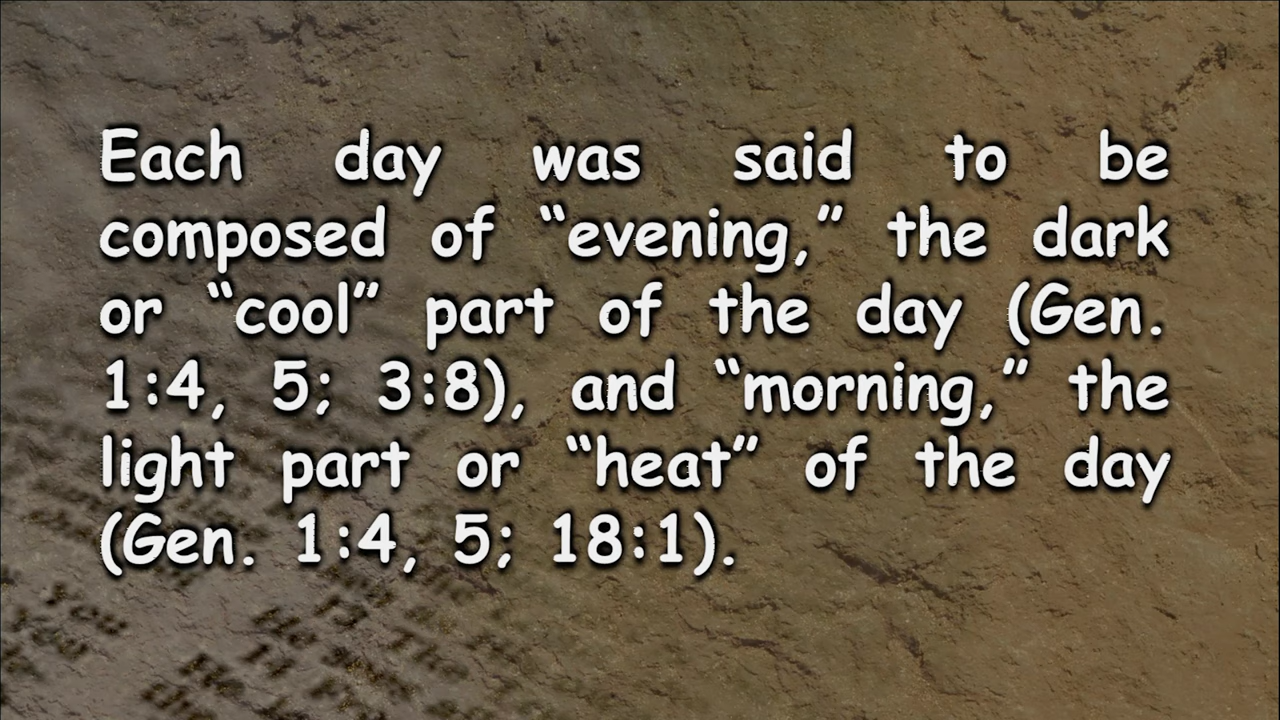 Each day was said to be
composed of “evening,” the dark
or “cool” part of the day (Gen.
1:4, 5; 3:8), and “morning,” the
light part or “heat” of the day
(Gen. 1:4, 5; 18:1).